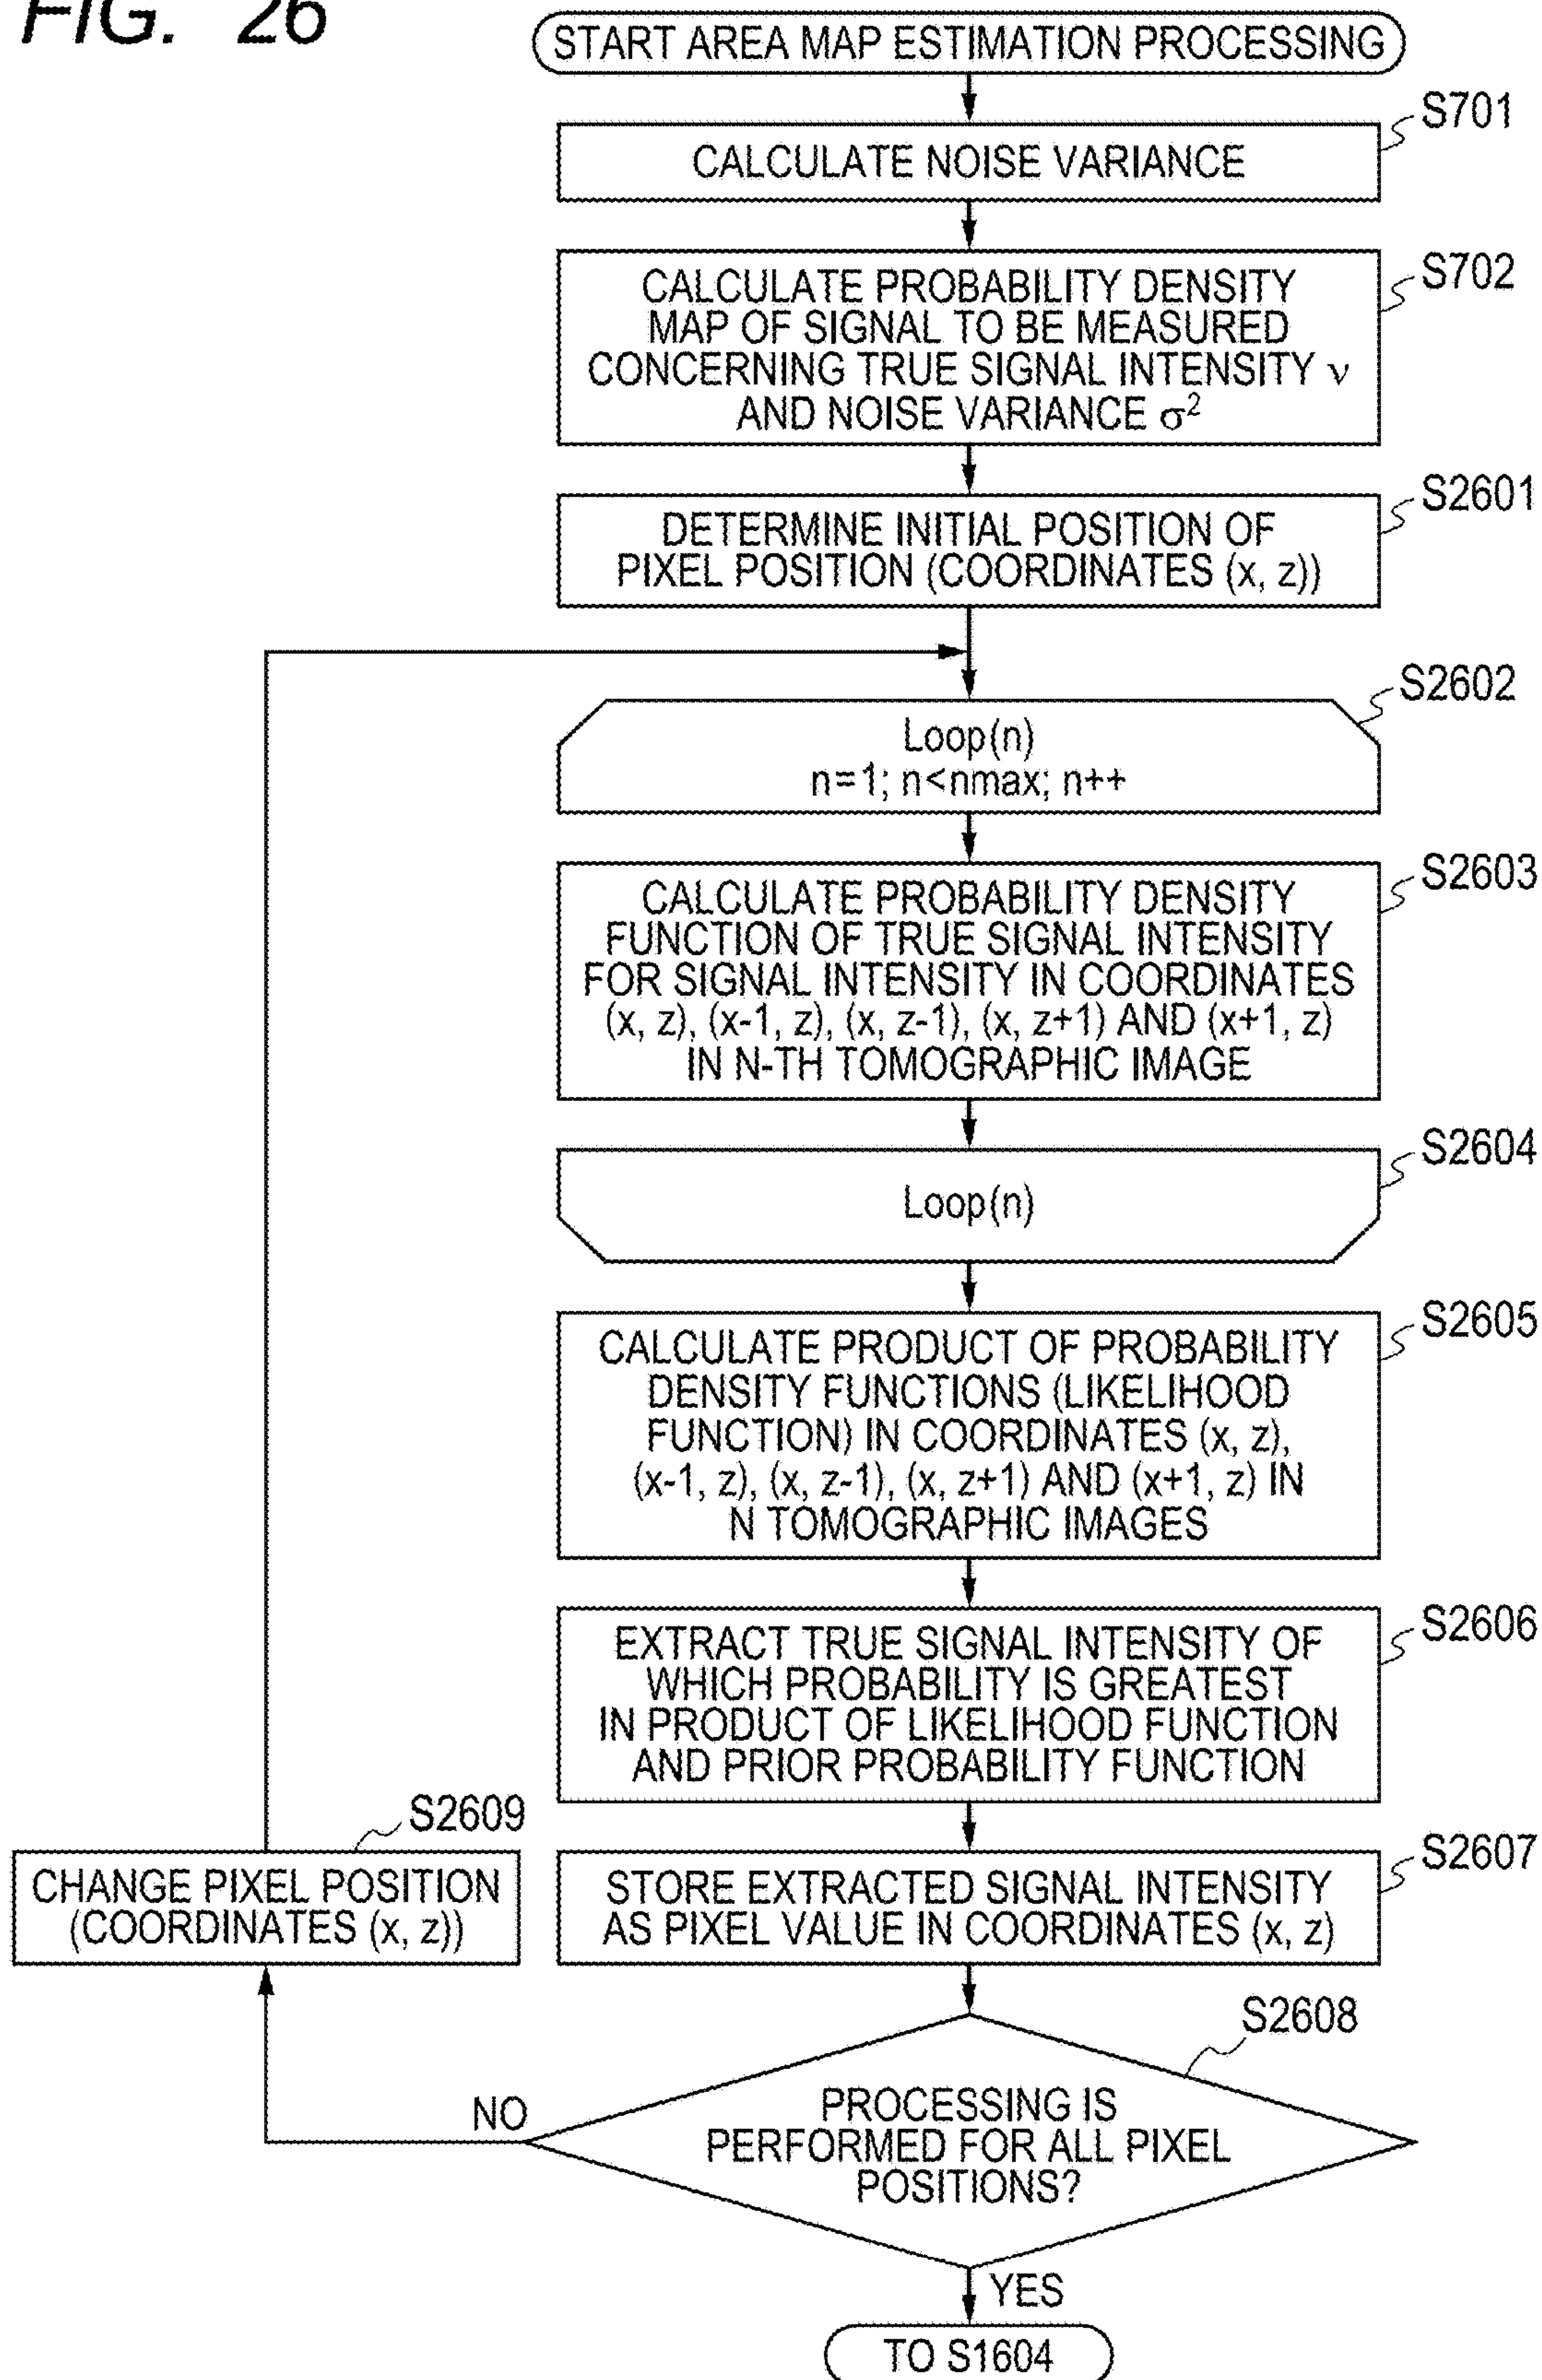 FIG. 26
START AREA MAP ESTIMATION PROCESSING
S701
CALCULATE NOISE VARIANCE
S702
CALCULATE PROBABILITY DENSITY
MAP OF SIGNAL TO BE MEASURED
CONCERNING TRUE SIGNAL INTENSITY ν
AND NOISE VARIANCE σ²
S2601
DETERMINE INITIAL POSITION OF
PIXEL POSITION (COORDINATES (x, z))
S2602
Loop(n)
n=1; n<nmax; n++
S2603
CALCULATE PROBABILITY DENSITY
FUNCTION OF TRUE SIGNAL INTENSITY
FOR SIGNAL INTENSITY IN COORDINATES
(x, z), (x-1, z), (x, z-1), (x, z+1) AND (x+1, z)
IN N-TH TOMOGRAPHIC IMAGE
S2604
Loop(n)
S2605
CALCULATE PRODUCT OF PROBABILITY
DENSITY FUNCTIONS (LIKELIHOOD
FUNCTION) IN COORDINATES (x, z),
(x-1, z), (x, z-1), (x, z+1) AND (x+1, z) IN
N TOMOGRAPHIC IMAGES
S2606
EXTRACT TRUE SIGNAL INTENSITY OF
WHICH PROBABILITY IS GREATEST
IN PRODUCT OF LIKELIHOOD FUNCTION
AND PRIOR PROBABILITY FUNCTION
S2609
CHANGE PIXEL POSITION
(COORDINATES (x, z))
S2607
STORE EXTRACTED SIGNAL INTENSITY
AS PIXEL VALUE IN COORDINATES (x, z)
S2608
NO
PROCESSING IS
PERFORMED FOR ALL PIXEL
POSITIONS?
YES
TO S1604